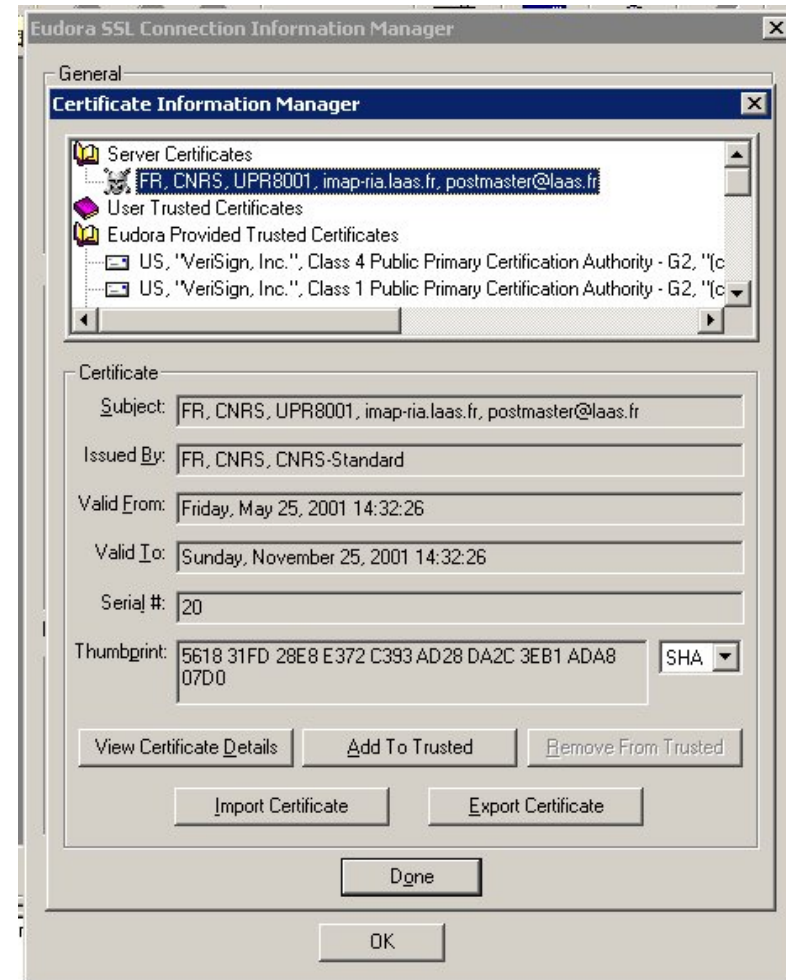 Eudora SSL Connection Information Manager
General
Certificate Information Manager
Server Certificates
FR, CNRS, UPR8001, imap-ria.laas.fr, postmaster@laas.fr
User Trusted Certificates
Eudora Provided Trusted Certificates
US, "VeriSign, Inc.", Class 4 Public Primary Certification Authority - G2, "(c
US, "VeriSign, Inc.", Class 1 Public Primary Certification Authority - G2, "(c
Certificate
Subject: FR, CNRS, UPR8001, imap-ria.laas.fr, postmaster@laas.fr
Issued By: FR, CNRS, CNRS-Standard
Valid From: Friday, May 25, 2001 14:32:26
Valid To: Sunday, November 25, 2001 14:32:26
Serial #: 20
Thumbprint: 5618 31FD 28E8 E372 C393 AD28 DA2C 3EB1 ADA8 SHA
07D0
View Certificate Details Add To Trusted Remove From Trusted
Import Certificate Export Certificate
Done
OK